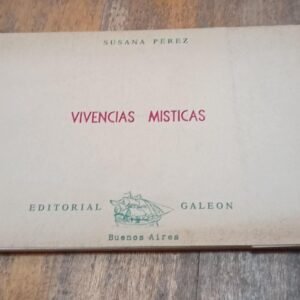 SUSANA PEREZ
VIVENCIAS MISTICAS
EDITORIAL GALEON
Buenos Aires